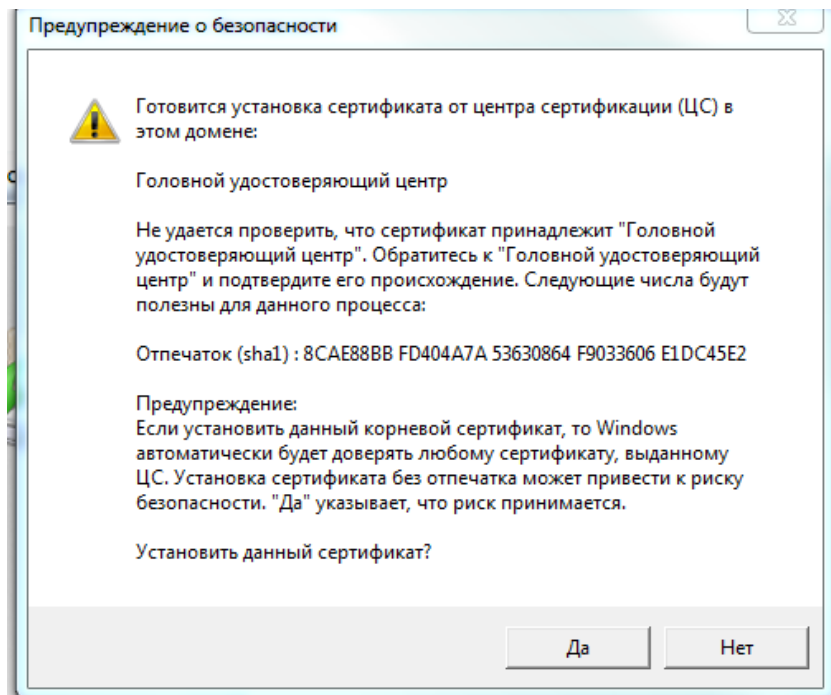 Предупреждение о безопасности
Готовится установка сертификата от центра сертификации (ЦС) в
этом домене:
Головной удостоверяющий центр
Не удается проверить, что сертификат принадлежит "Головной
удостоверяющий центр". Обратитесь к "Головной удостоверяющий
центр" и подтвердите его происхождение. Следующие числа будут
полезны для данного процесса:
Отпечаток (sha1) : 8CAE88BB FD404A7A 53630864 F9033606 E1DC45E2
Предупреждение:
Если установить данный корневой сертификат, то Windows
автоматически будет доверять любому сертификату, выданному
ЦС. Установка сертификата без отпечатка может привести к риску
безопасности. "Да" указывает, что риск принимается.
Установить данный сертификат?
Да
Нет